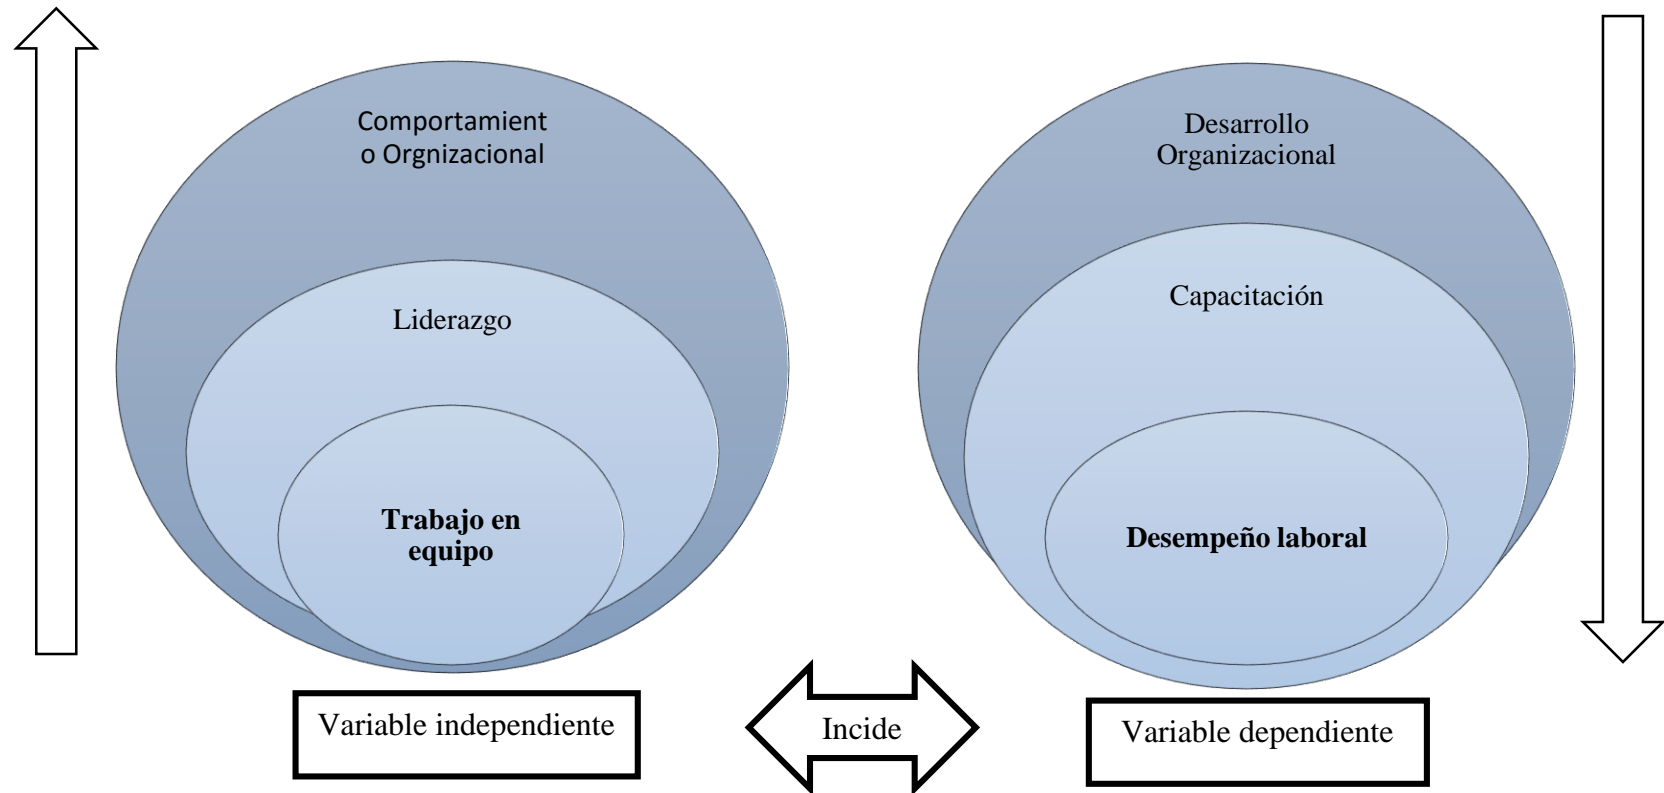 Comportamient
o Orgnizacional
Liderazgo
Trabajo en
equipo
Variable independiente
Incide
Desarrollo
Organizacional
Capacitación
Desempeño laboral
Variable dependiente